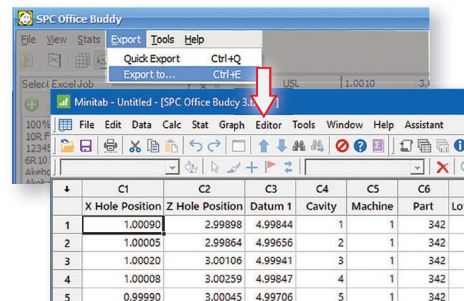 SPC Office Buddy
File View Stats Export Tools Help
Quick Export Ctrl+Q
Export to... Ctrl+E
Select Excel Job
USL 1.0010
Minitab - Untitled - [SPC Office Buddy 3.
File Edit Data Calc Stat Graph Editor Tools Window Help Assistant
100%
10R F
12345
6R10
Akebo
C1 C2 C3 C4 C5 C6
X Hole Position Z Hole Position Datum 1 Cavity Machine Part
1 1.00090 2.99898 4.99844 1 1 342
2 1.00005 2.99864 4.99656 2 1 342
3 1.00020 3.00106 4.99941 3 1 342
4 1.00008 3.00259 4.99847 4 1 342
5 0.99990 3.00045 4.99706 5 1 342